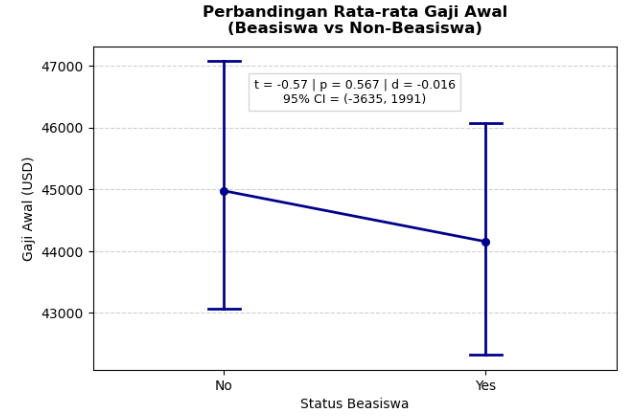 Perbandingan Rata-rata Gaji Awal
(Beasiswa vs Non-Beasiswa)
t = -0.57 | p = 0.567 | d = -0.016
95% CI = (-3635, 1991)
47000
46000
45000
44000
43000
Gaji Awal (USD)
No
Yes
Status Beasiswa